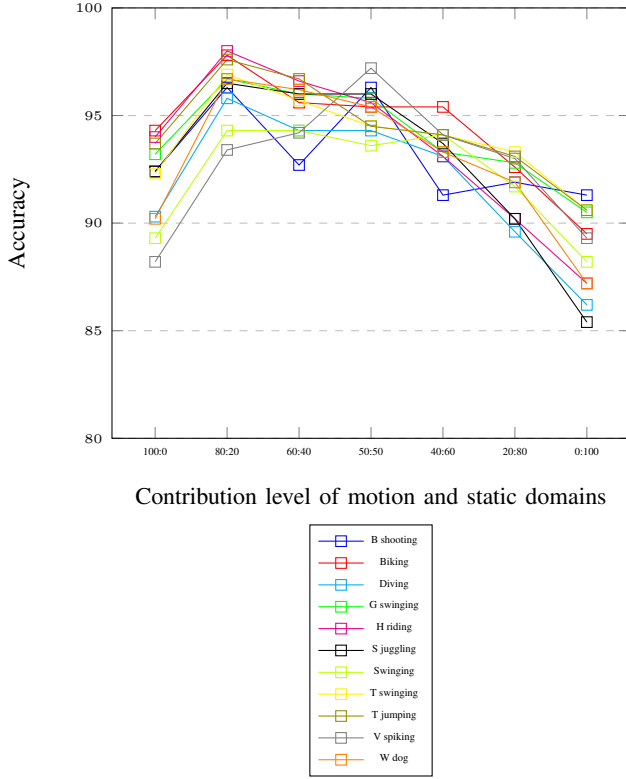 100
95
90
85
80
Accuracy
100:0 80:20 60:40 50:50 40:60 20:80 0:100
Contribution level of motion and static domains
B shooting
Biking
Diving
G swinging
H riding
S juggling
Swinging
T swinging
T jumping
V spiking
W dog